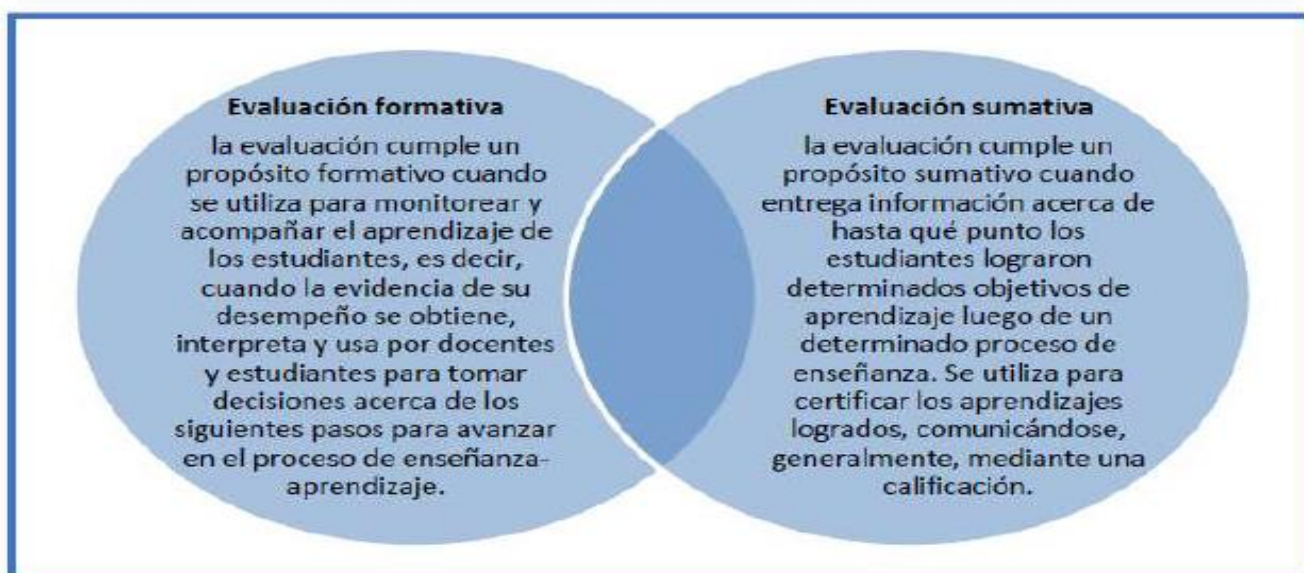 Evaluación formativa
la evaluación cumple un
propósito formativo cuando
se utiliza para monitorear y
acompañar el aprendizaje de
los estudiantes, es decir,
cuando la evidencia de su
desempeño se obtiene,
interpreta y usa por docentes
y estudiantes para tomar
decisiones acerca de los
siguientes pasos para avanzar
en el proceso de enseñanza-
aprendizaje.
Evaluación sumativa
la evaluación cumple un
propósito sumativo cuando
entrega información acerca de
hasta qué punto los
estudiantes lograron
determinados objetivos de
aprendizaje luego de un
determinado proceso de
enseñanza. Se utiliza para
certificar los aprendizajes
logrados, comunicándose,
generalmente, mediante una
calificación.